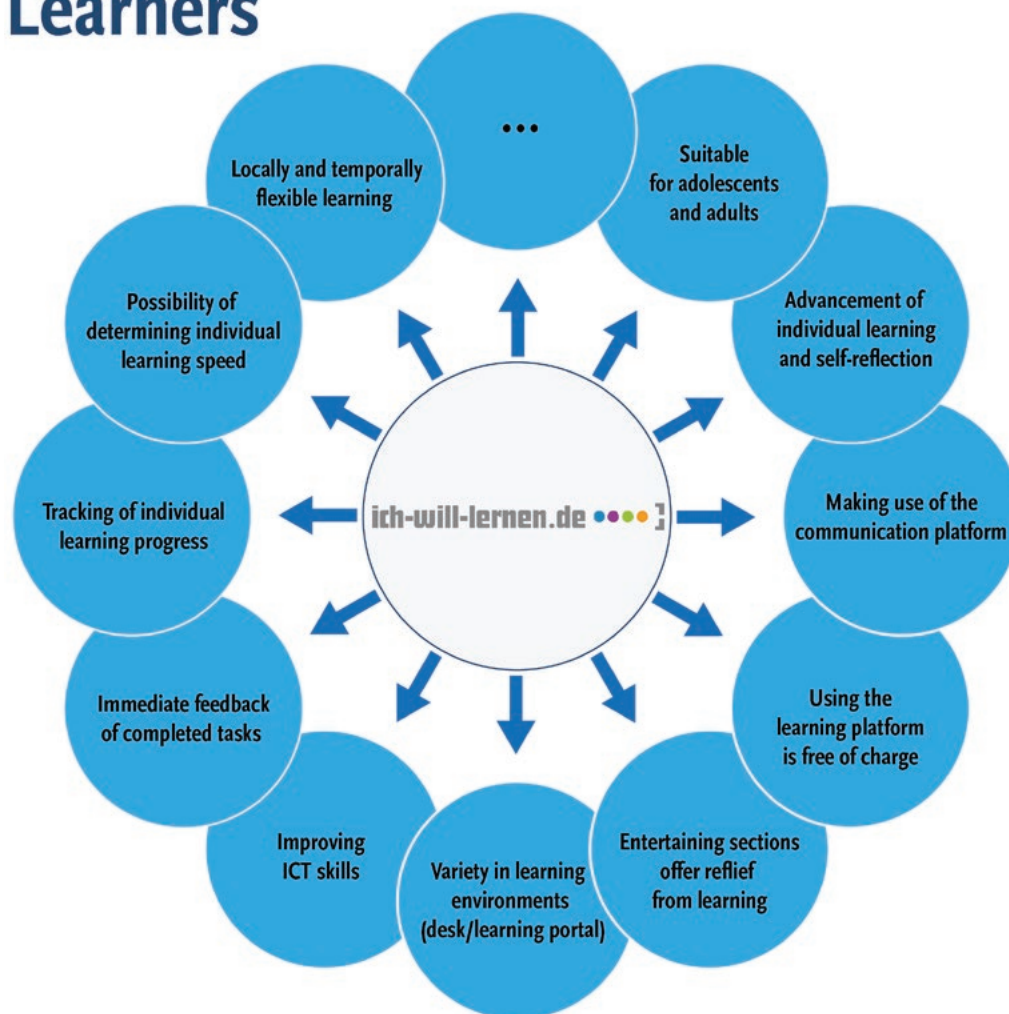 Learners
...
Suitable
for adolescents
and adults
Advancement of
individual learning
and self-reflection
Making use of the
communication platform
Using the
learning platform
is free of charge
Entertaining sections
offer reflief
from learning
Variety in learning
environments
(desk/learning portal)
Improving
ICT skills
Immediate feedback
of completed tasks
Tracking of individual
learning progress
Possibility of
determining individual
learning speed
Locally and temporally
flexible learning
ich-will-lernen.de ••••]